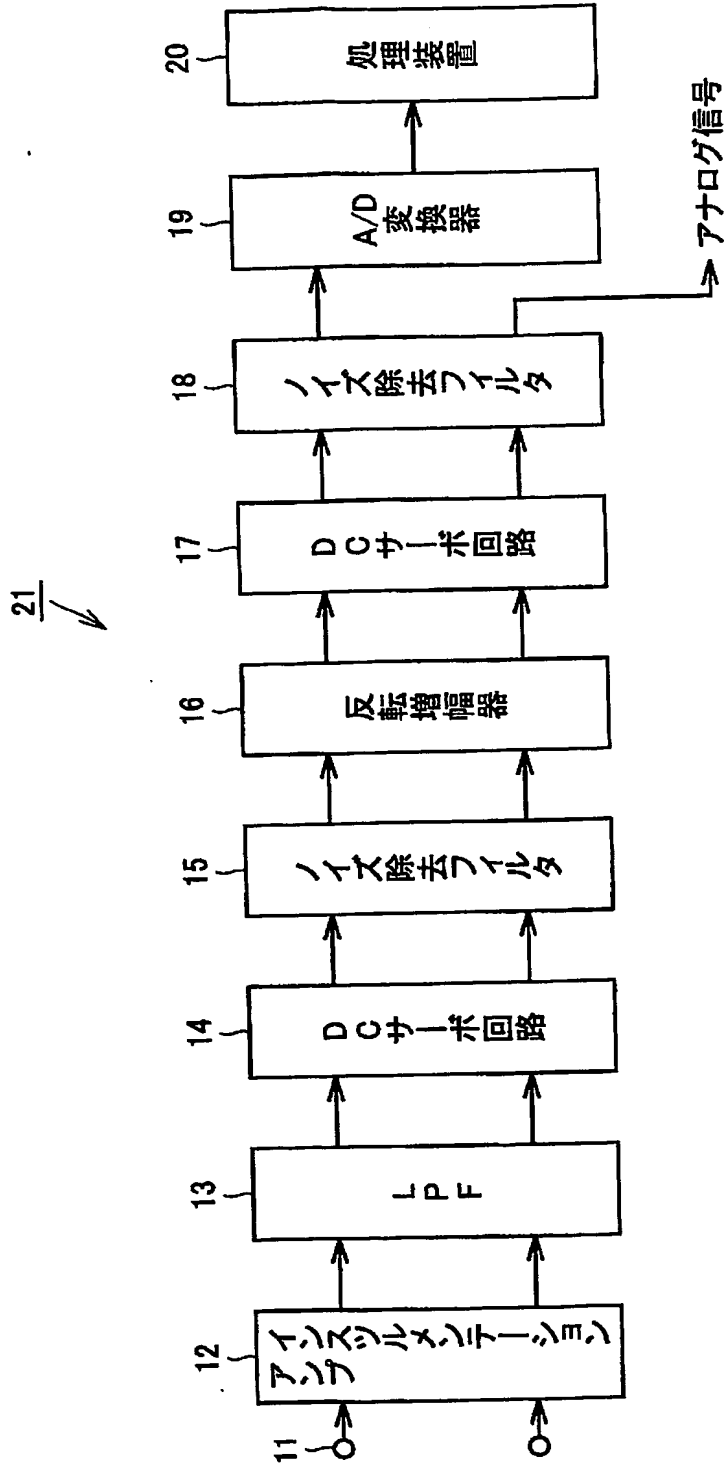 21
11
12
インスツルメンテーション
アンプ
13
LPF
14
DCサーボ回路
15
ノイズ除去フィルタ
16
反転増幅器
17
DCサーボ回路
18
ノイズ除去フィルタ
アナログ信号
19
A/D
変換器
20
処理装置